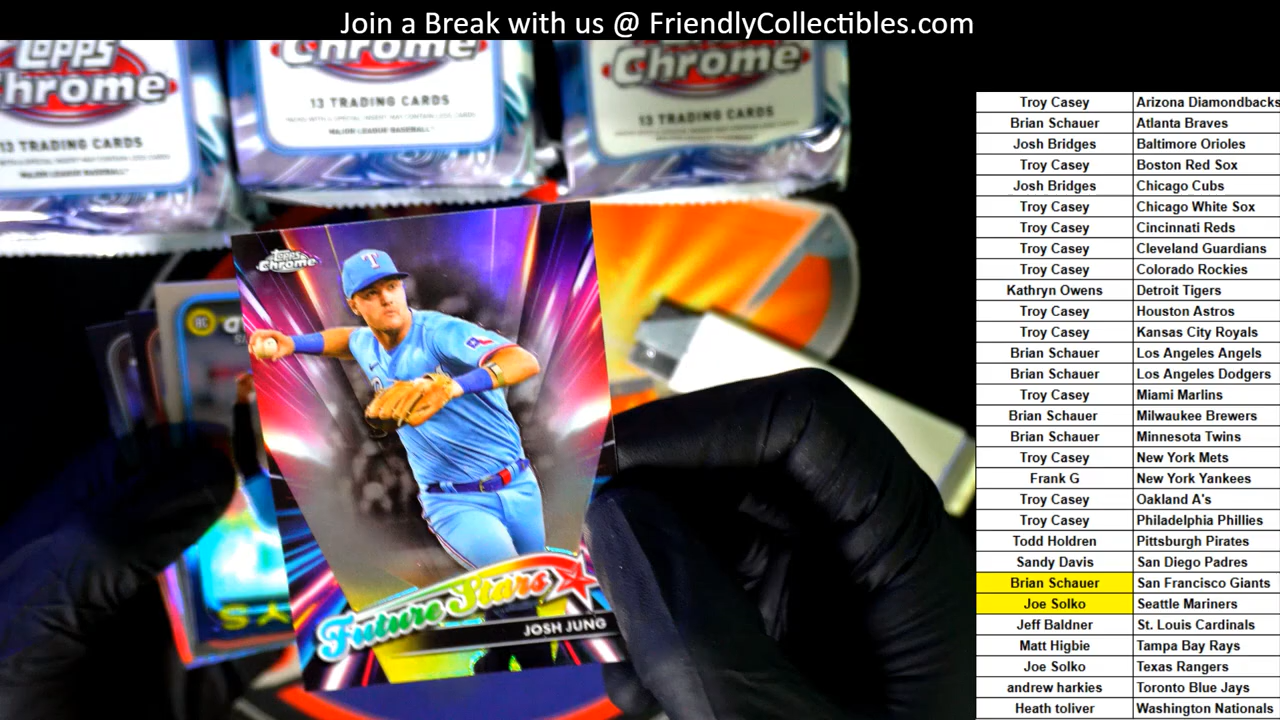 Join a Break with us @ FriendlyCollectibles.com
Topps
Chrome
13 TRADING CARDS
MAJOR LEAGUE BASEBALL
Chrome
13 TRADING CARDS
MAJOR LEAGUE BASEBALL
Chrome
13 TRADING CARDS
Topps
Chrome
T
Future Stars
JOSH JUNG
Troy Casey Arizona Diamondbacks
Brian Schauer Atlanta Braves
Josh Bridges Baltimore Orioles
Troy Casey Boston Red Sox
Josh Bridges Chicago Cubs
Troy Casey Chicago White Sox
Troy Casey Cincinnati Reds
Troy Casey Cleveland Guardians
Troy Casey Colorado Rockies
Kathryn Owens Detroit Tigers
Troy Casey Houston Astros
Troy Casey Kansas City Royals
Brian Schauer Los Angeles Angels
Brian Schauer Los Angeles Dodgers
Troy Casey Miami Marlins
Brian Schauer Milwaukee Brewers
Brian Schauer Minnesota Twins
Troy Casey New York Mets
Frank G New York Yankees
Troy Casey Oakland A's
Troy Casey Philadelphia Phillies
Todd Holdren Pittsburgh Pirates
Sandy Davis San Diego Padres
Brian Schauer San Francisco Giants
Joe Solko Seattle Mariners
Jeff Baldner St. Louis Cardinals
Matt Higbie Tampa Bay Rays
Joe Solko Texas Rangers
andrew harkies Toronto Blue Jays
Heath toliver Washington Nationals